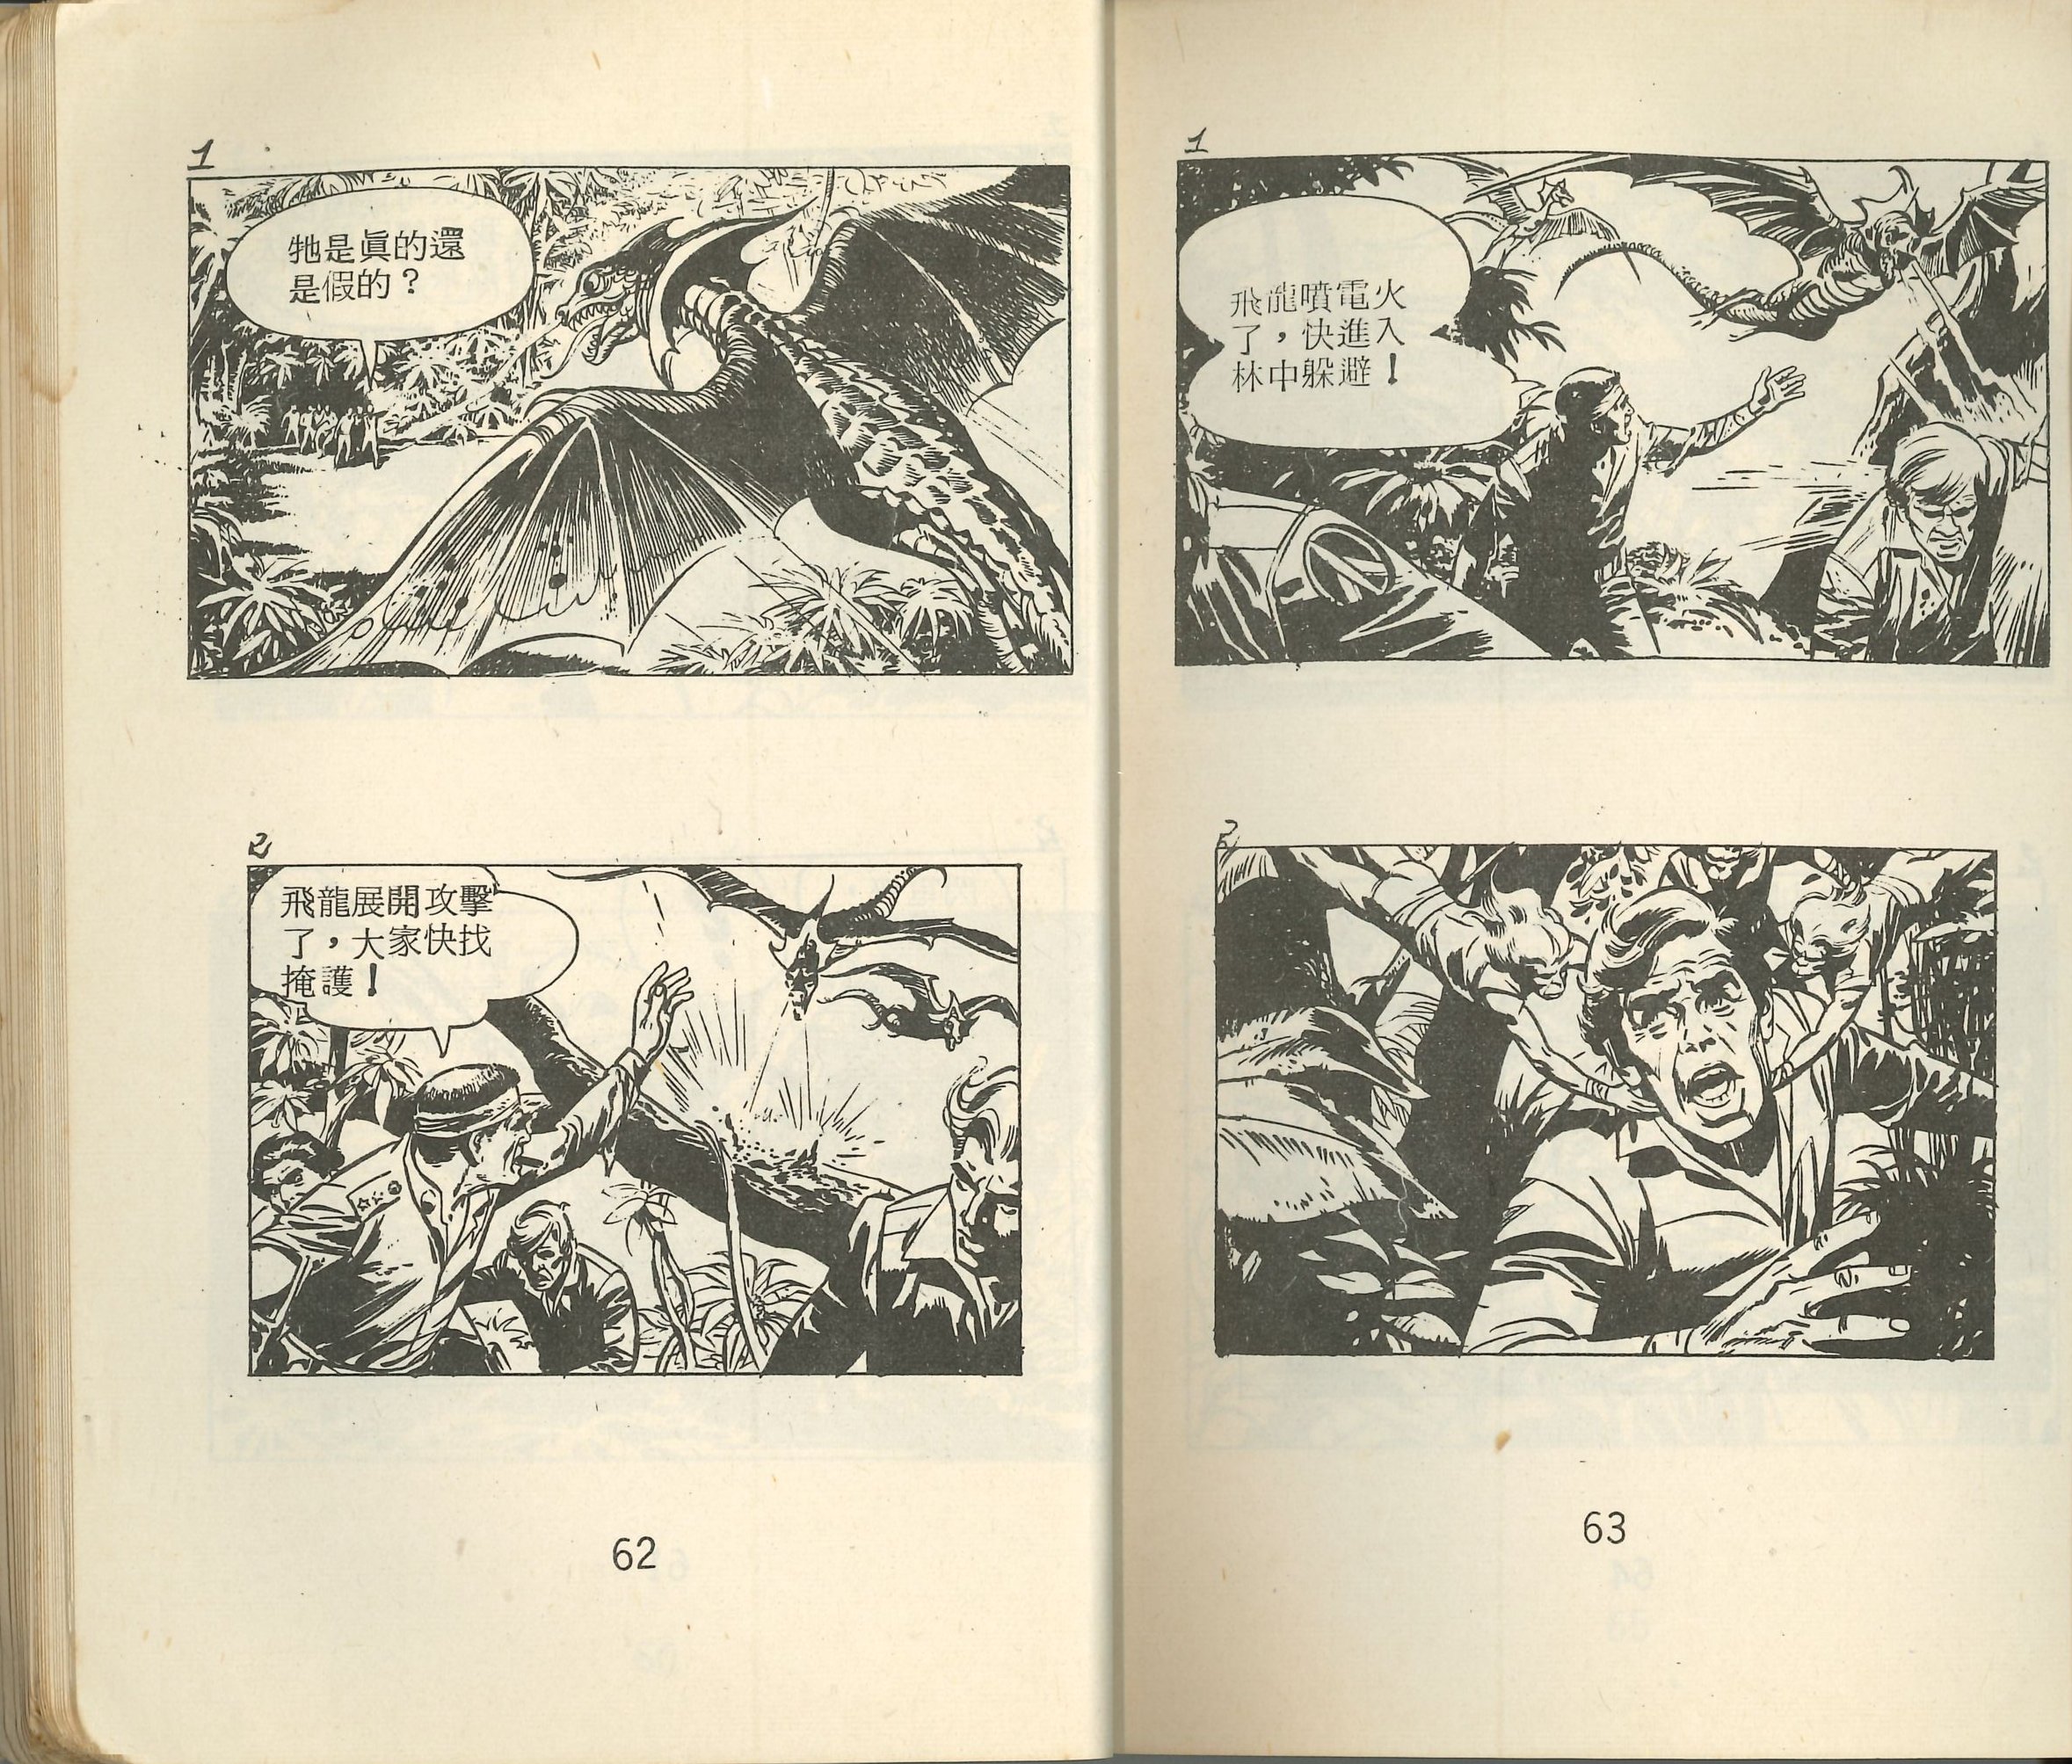 1
牠是眞的還
是假的？
2
飛龍展開攻擊
了，大家快找
掩護！
62
1
飛龍噴電火
了，快進入
林中躲避！
2
63